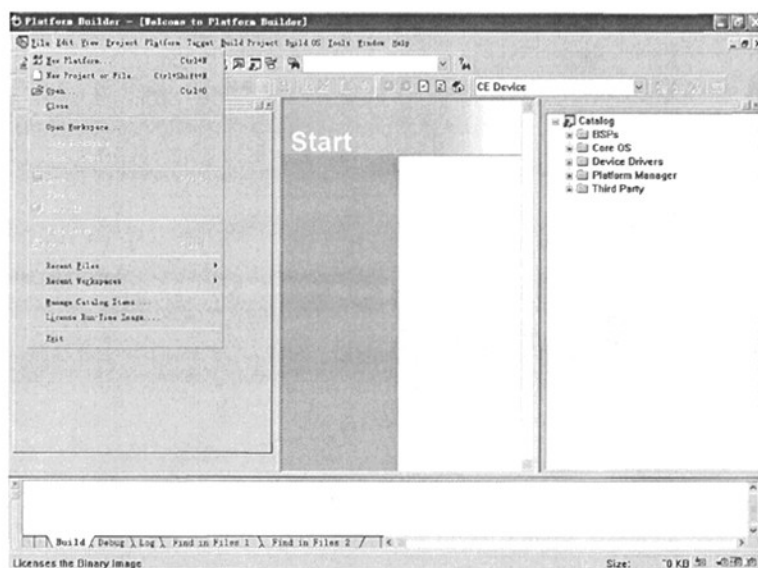 Platform Builder - [Welcome to Platform Builder]
File Edit View Project Platform Target Build Project Build OS Tools Window Help
New Platform... Ctrl+N
New Project or File... Ctrl+Shift+N
Open... Ctrl+O
Close
Open Workspace...
Recent Files
Recent Workspaces
Manage Catalog Items...
License Run-Time Image...
Exit
CE Device
Start
Catalog
BSPs
Core OS
Device Drivers
Platform Manager
Third Party
Build Debug Log Find in Files 1 Find in Files 2
Licenses the Binary Image
Size: 0 KB